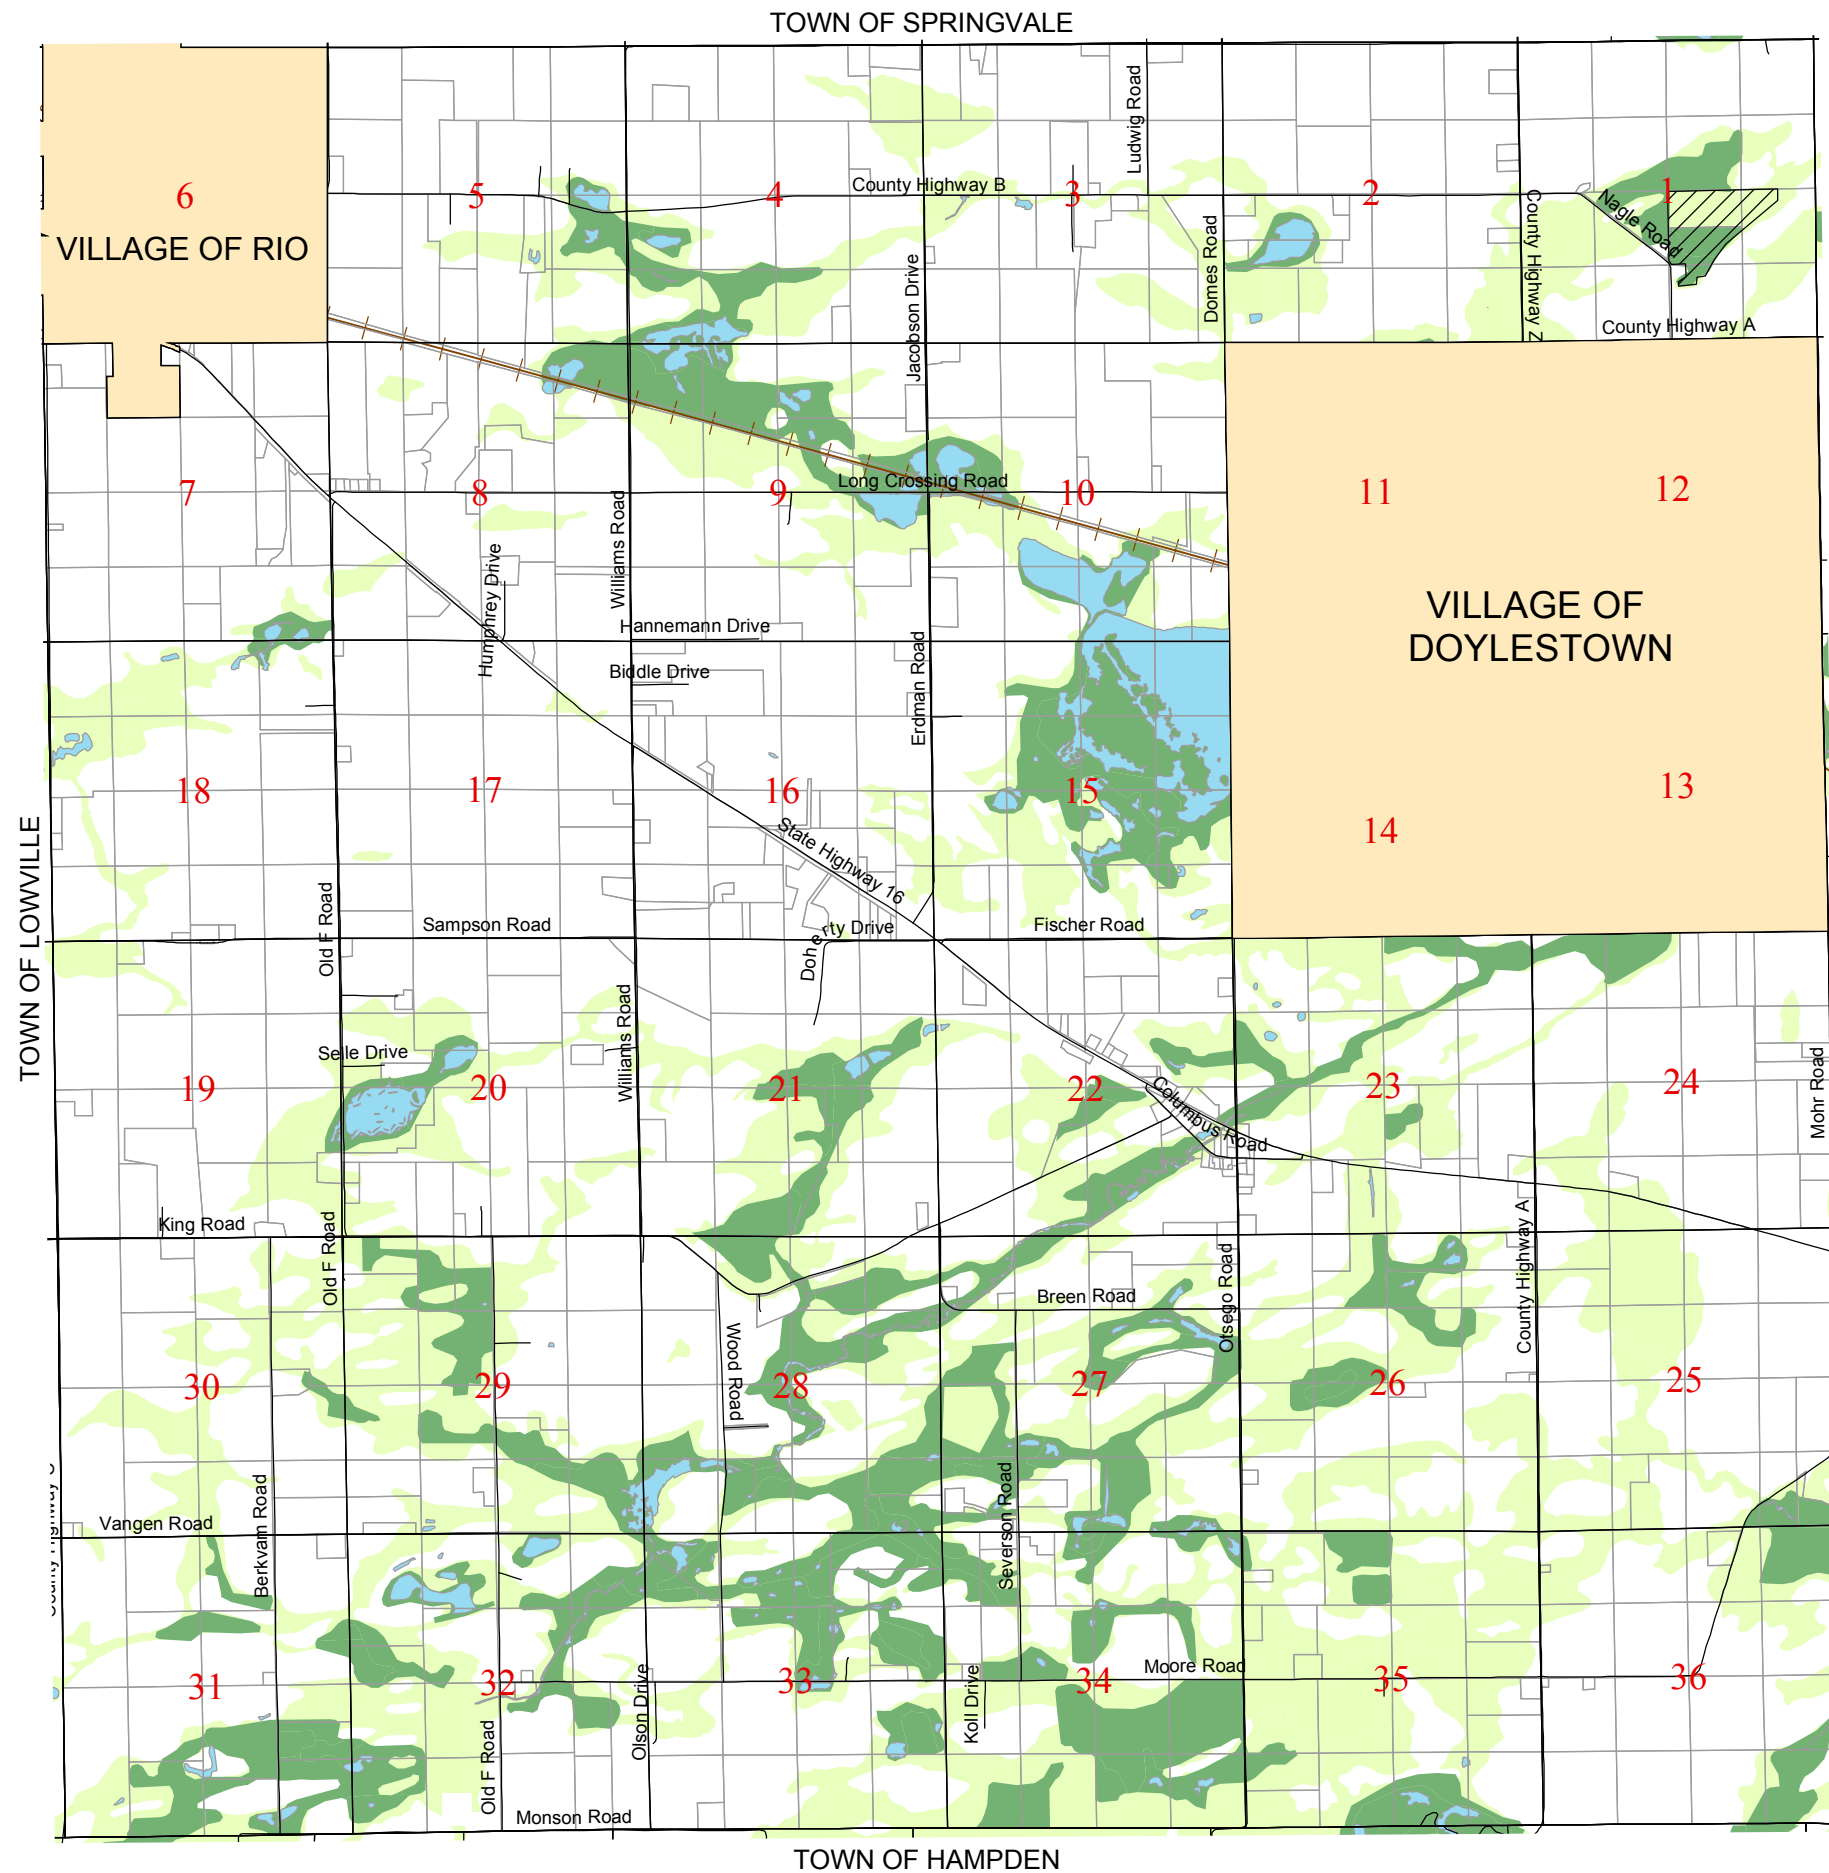 TOWN OF SPRINGVALE
Ludwig Road
6
5
4
County Highway B
3
2
1
Nagle Road
VILLAGE OF RIO
County Highway Z
Domes Road
Jacobson Drive
County Highway A
7
8
9
Long Crossing Road
10
11
12
Williams Road
Humphrey Drive
VILLAGE OF
DOYLESTOWN
Hannemann Drive
Biddle Drive
Erdman Road
18
17
16
15
14
13
State Highway 16
TOWN OF LOWVILLE
Old F Road
Sampson Road
Doherty Drive
Fischer Road
Selle Drive
Williams Road
19
20
21
22
23
24
Columbus Road
Mohr Road
King Road
Old F Road
Breen Road
Otsego Road
County Highway A
Wood Road
30
29
28
27
26
25
Vangen Road
Berkvam Road
Severson Road
31
32
33
34
Moore Road
35
36
Olson Drive
Koll Drive
Old F Road
Monson Road
TOWN OF HAMPDEN